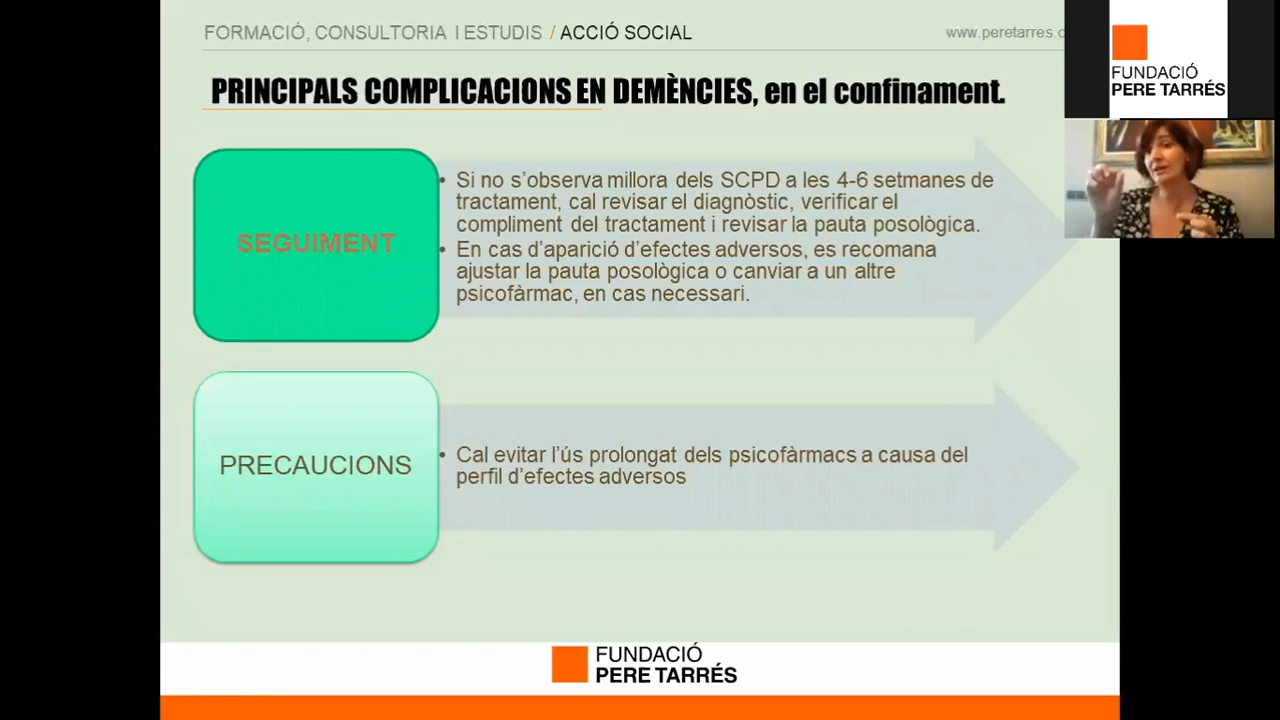 FORMACIÓ, CONSULTORIA I ESTUDIS / ACCIÓ SOCIAL
www.peretarres.
FUNDACIÓ
PERE TARRÉS
PRINCIPALS COMPLICACIONS EN DEMÈNCIES, en el confinament.
SEGUIMENT
• Si no s’observa millora dels SCPD a les 4-6 setmanes de
tractament, cal revisar el diagnòstic, verificar el
compliment del tractament i revisar la pauta posològica.
• En cas d’aparició d’efectes adversos, es recomana
ajustar la pauta posològica o canviar a un altre
psicofàrmac, en cas necessari.
PRECAUCIONS
• Cal evitar l’ús prolongat dels psicofàrmacs a causa del
perfil d’efectes adversos
FUNDACIÓ
PERE TARRÉS